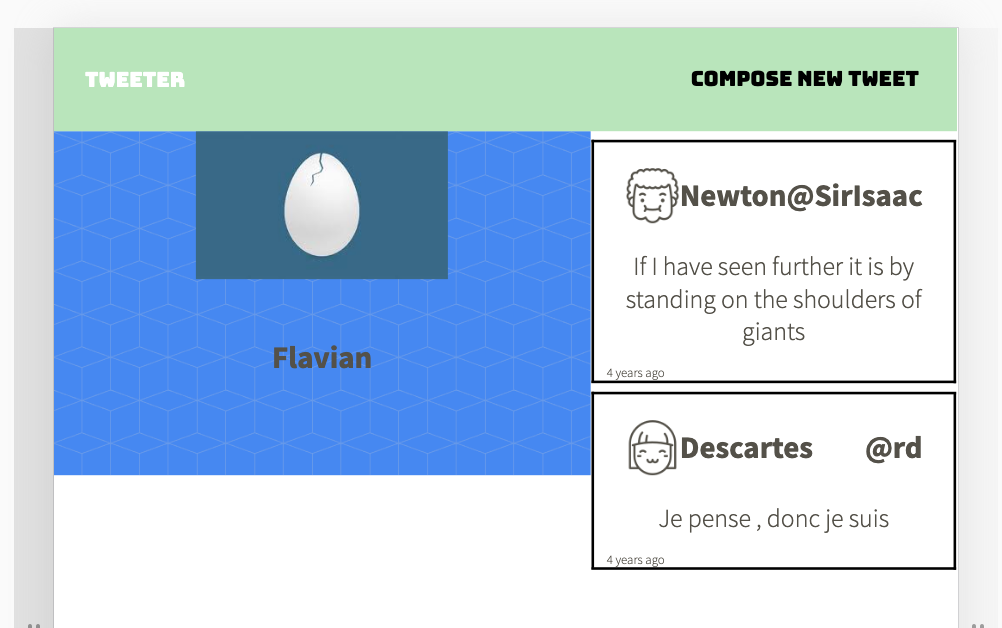 TWEETER
COMPOSE NEW TWEET
Flavian
Newton@SirIsaac
If I have seen further it is by
standing on the shoulders of
giants
4 years ago
Descartes @rd
Je pense , donc je suis
4 years ago